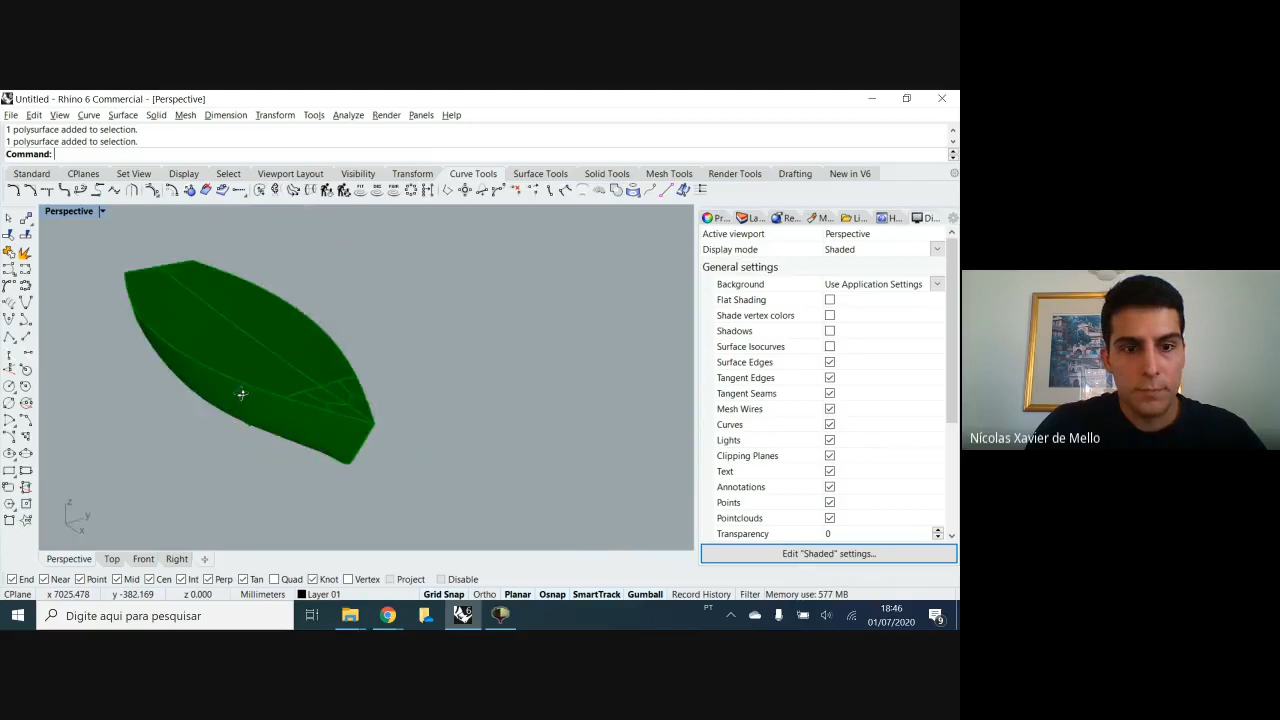 Untitled - Rhino 6 Commercial - [Perspective]
File Edit View Curve Surface Solid Mesh Dimension Transform Tools Analyze Render Panels Help
1 polysurface added to selection.
1 polysurface added to selection.
Command:
Standard CPlanes Set View Display Select Viewport Layout Visibility Transform Curve Tools Surface Tools Solid Tools Mesh Tools Render Tools Drafting New in V6
Perspective
Pr... La... Re... M... Li... H... Di...
Active viewport Perspective
Display mode Shaded
General settings
Background Use Application Settings
Flat Shading
Shade vertex colors
Shadows
Surface Isocurves
Surface Edges
Tangent Edges
Tangent Seams
Mesh Wires
Curves
Lights
Clipping Planes
Text
Annotations
Points
Pointclouds
Transparency 0
Edit "Shaded" settings...
z
y
x
Perspective Top Front Right
End Near Point Mid Cen Int Perp Tan Quad Knot Vertex Project Disable
CPlane x 7025.478 y -382.169 z 0.000 Millimeters Layer 01 Grid Snap Ortho Planar Osnap SmartTrack Gumball Record History Filter Memory use: 577 MB
Digite aqui para pesquisar
PT
18:46
01/07/2020
9
Nícolas Xavier de Mello